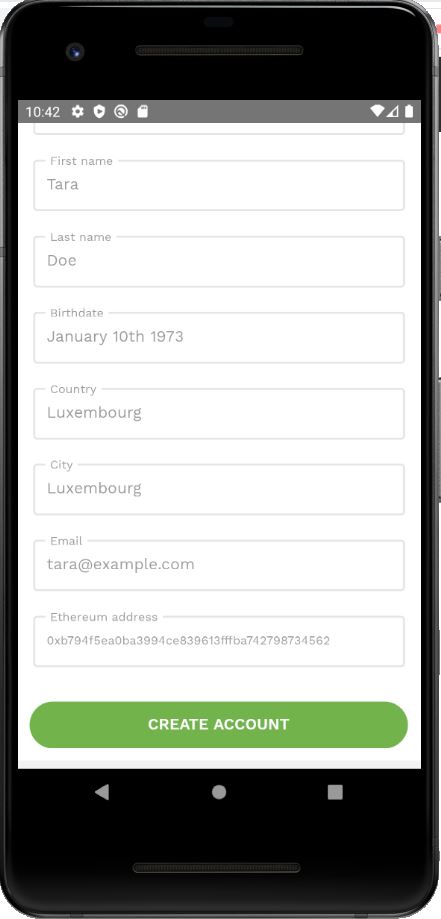 10:42
First name
Tara
Last name
Doe
Birthdate
January 10th 1973
Country
Luxembourg
City
Luxembourg
Email
tara@example.com
Ethereum address
0xb794f5ea0ba3994ce839613fffba742798734562
CREATE ACCOUNT